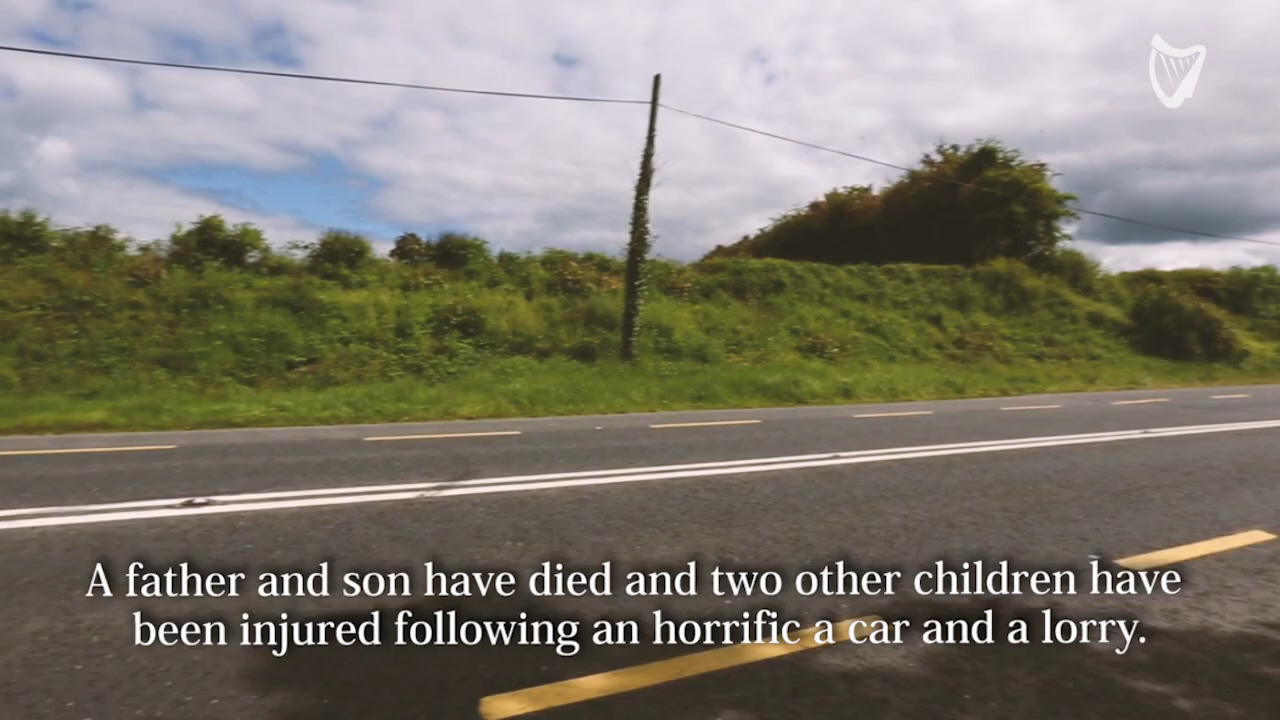 A father and son have died and two other children have
been injured following an horrific a car and a lorry.